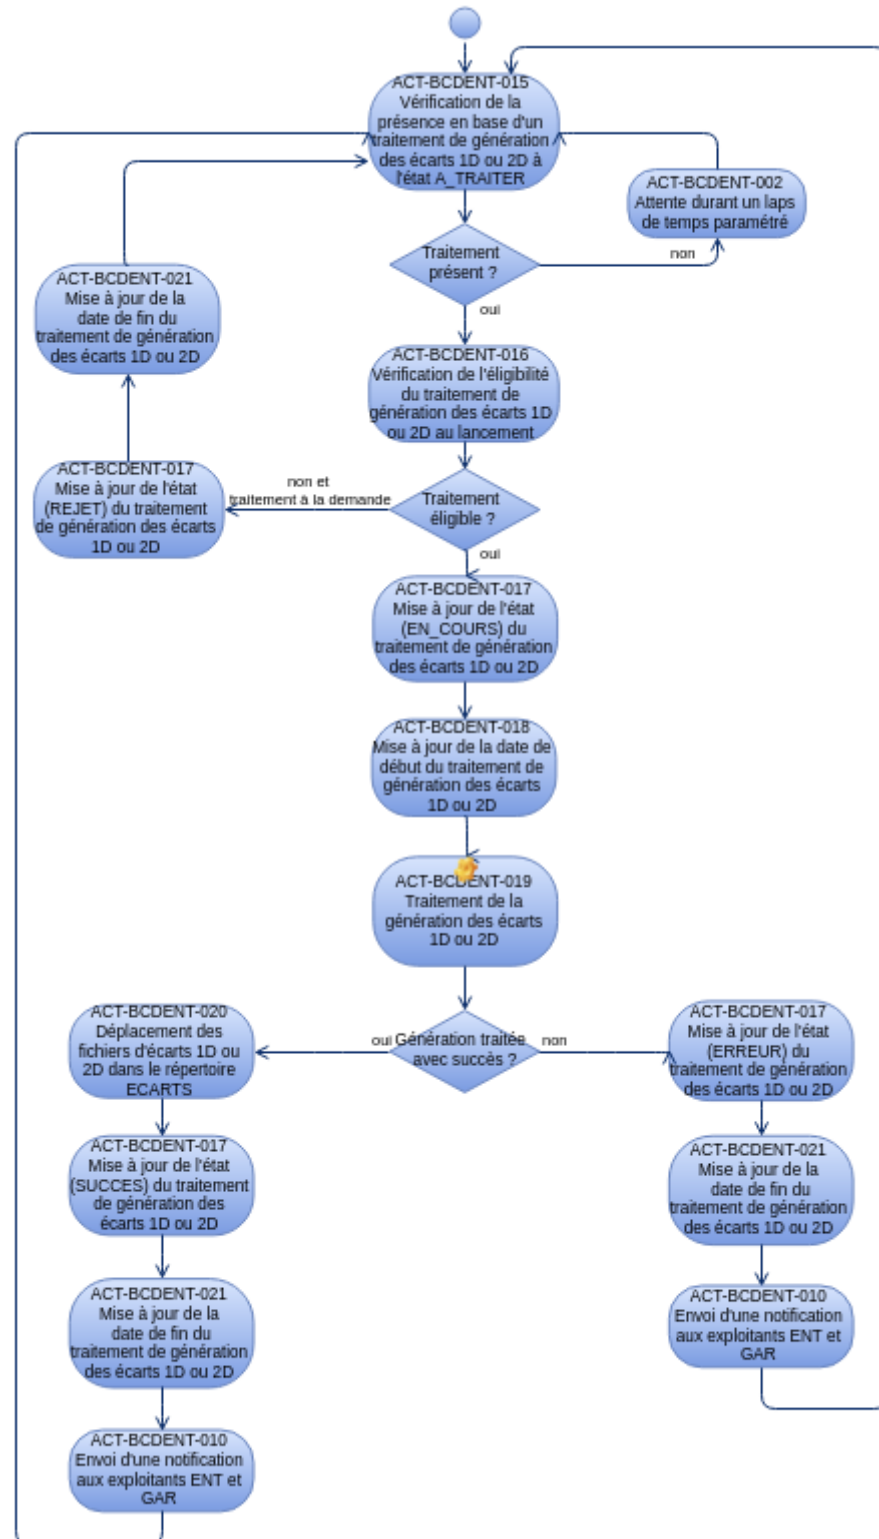 ACT-BCDENT-015
Vérification de la
présence en base d'un
traitement de génération
des écarts 1D ou 2D à
l'état A_TRAITER
ACT-BCDENT-002
Attente durant un laps
de temps paramétré
Traitement
présent ?
non
oui
ACT-BCDENT-021
Mise à jour de la
date de fin du
traitement de génération
des écarts 1D ou 2D
ACT-BCDENT-016
Vérification de l'éligibilité
du traitement de
génération des écarts 1D
ou 2D au lancement
ACT-BCDENT-017
Mise à jour de l'état
(REJET) du traitement
de génération des écarts
1D ou 2D
non et
traitement à la demande
Traitement
éligible ?
oui
ACT-BCDENT-017
Mise à jour de l'état
(EN_COURS) du
traitement de génération
des écarts 1D ou 2D
ACT-BCDENT-018
Mise à jour de la date de
début du traitement de
génération des écarts
1D ou 2D
ACT-BCDENT-019
Traitement de la
génération des écarts
1D ou 2D
oui
Génération traitée
avec succès ?
non
ACT-BCDENT-020
Déplacement des
fichiers d'écarts 1D ou
2D dans le répertoire
ECARTS
ACT-BCDENT-017
Mise à jour de l'état
(ERREUR) du
traitement de génération
des écarts 1D ou 2D
ACT-BCDENT-017
Mise à jour de l'état
(SUCCES) du traitement
de génération des
écarts 1D ou 2D
ACT-BCDENT-021
Mise à jour de la
date de fin du
traitement de génération
des écarts 1D ou 2D
ACT-BCDENT-021
Mise à jour de la
date de fin du
traitement de génération
des écarts 1D ou 2D
ACT-BCDENT-010
Envoi d'une notification
aux exploitants ENT et
GAR
ACT-BCDENT-010
Envoi d'une notification
aux exploitants ENT et
GAR